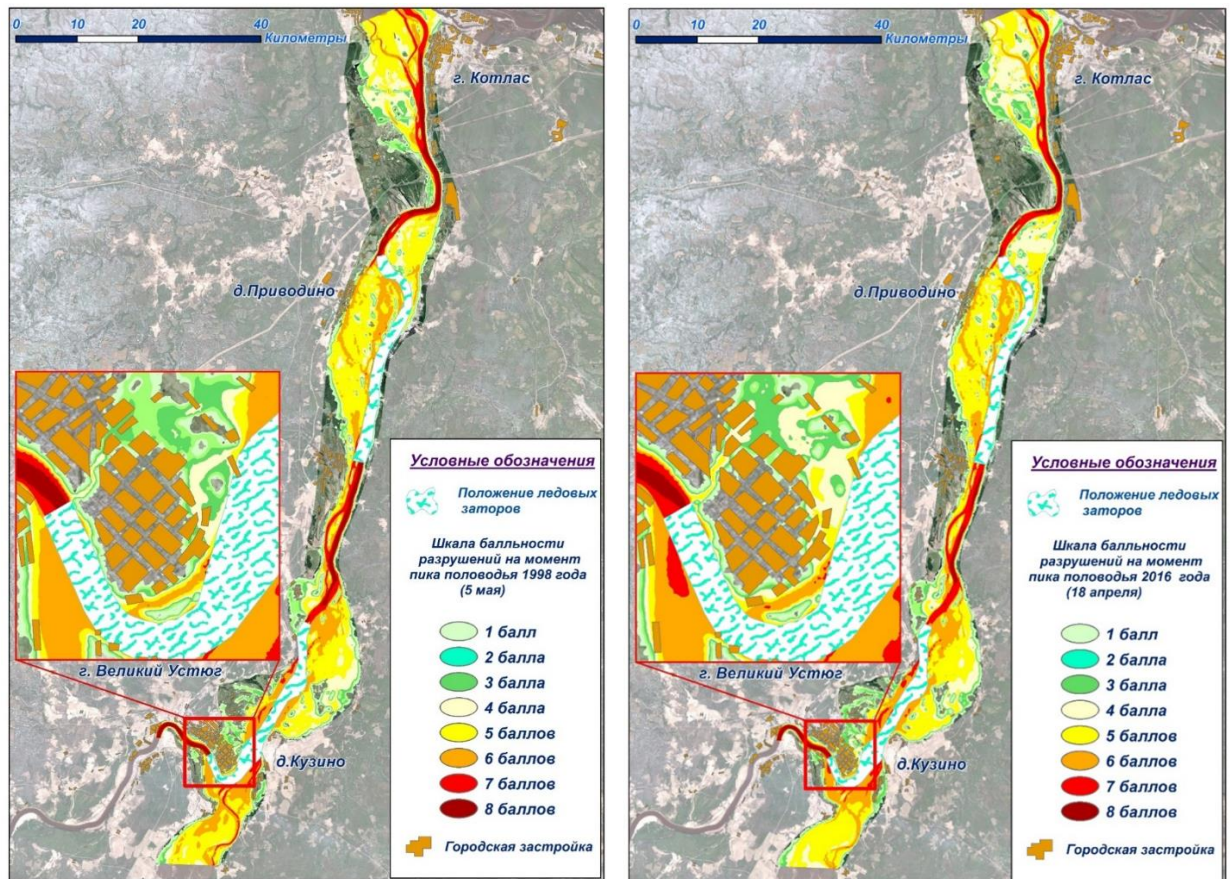 0 10 20 40
Километры
г. Котлас
д.Приводино
г. Великий Устюг
д.Кузино
Условные обозначения
Положение ледовых
заторов
Шкала балльности
разрушений на момент
пика половодья 1998 года
(5 мая)
1 балл
2 балла
3 балла
4 балла
5 баллов
6 баллов
7 баллов
8 баллов
Городская застройка
0 10 20 40
Километры
г. Котлас
д.Приводино
г. Великий Устюг
д.Кузино
Условные обозначения
Положение ледовых
заторов
Шкала балльности
разрушений на момент
пика половодья 2016 года
(18 апреля)
1 балл
2 балла
3 балла
4 балла
5 баллов
6 баллов
7 баллов
8 баллов
Городская застройка